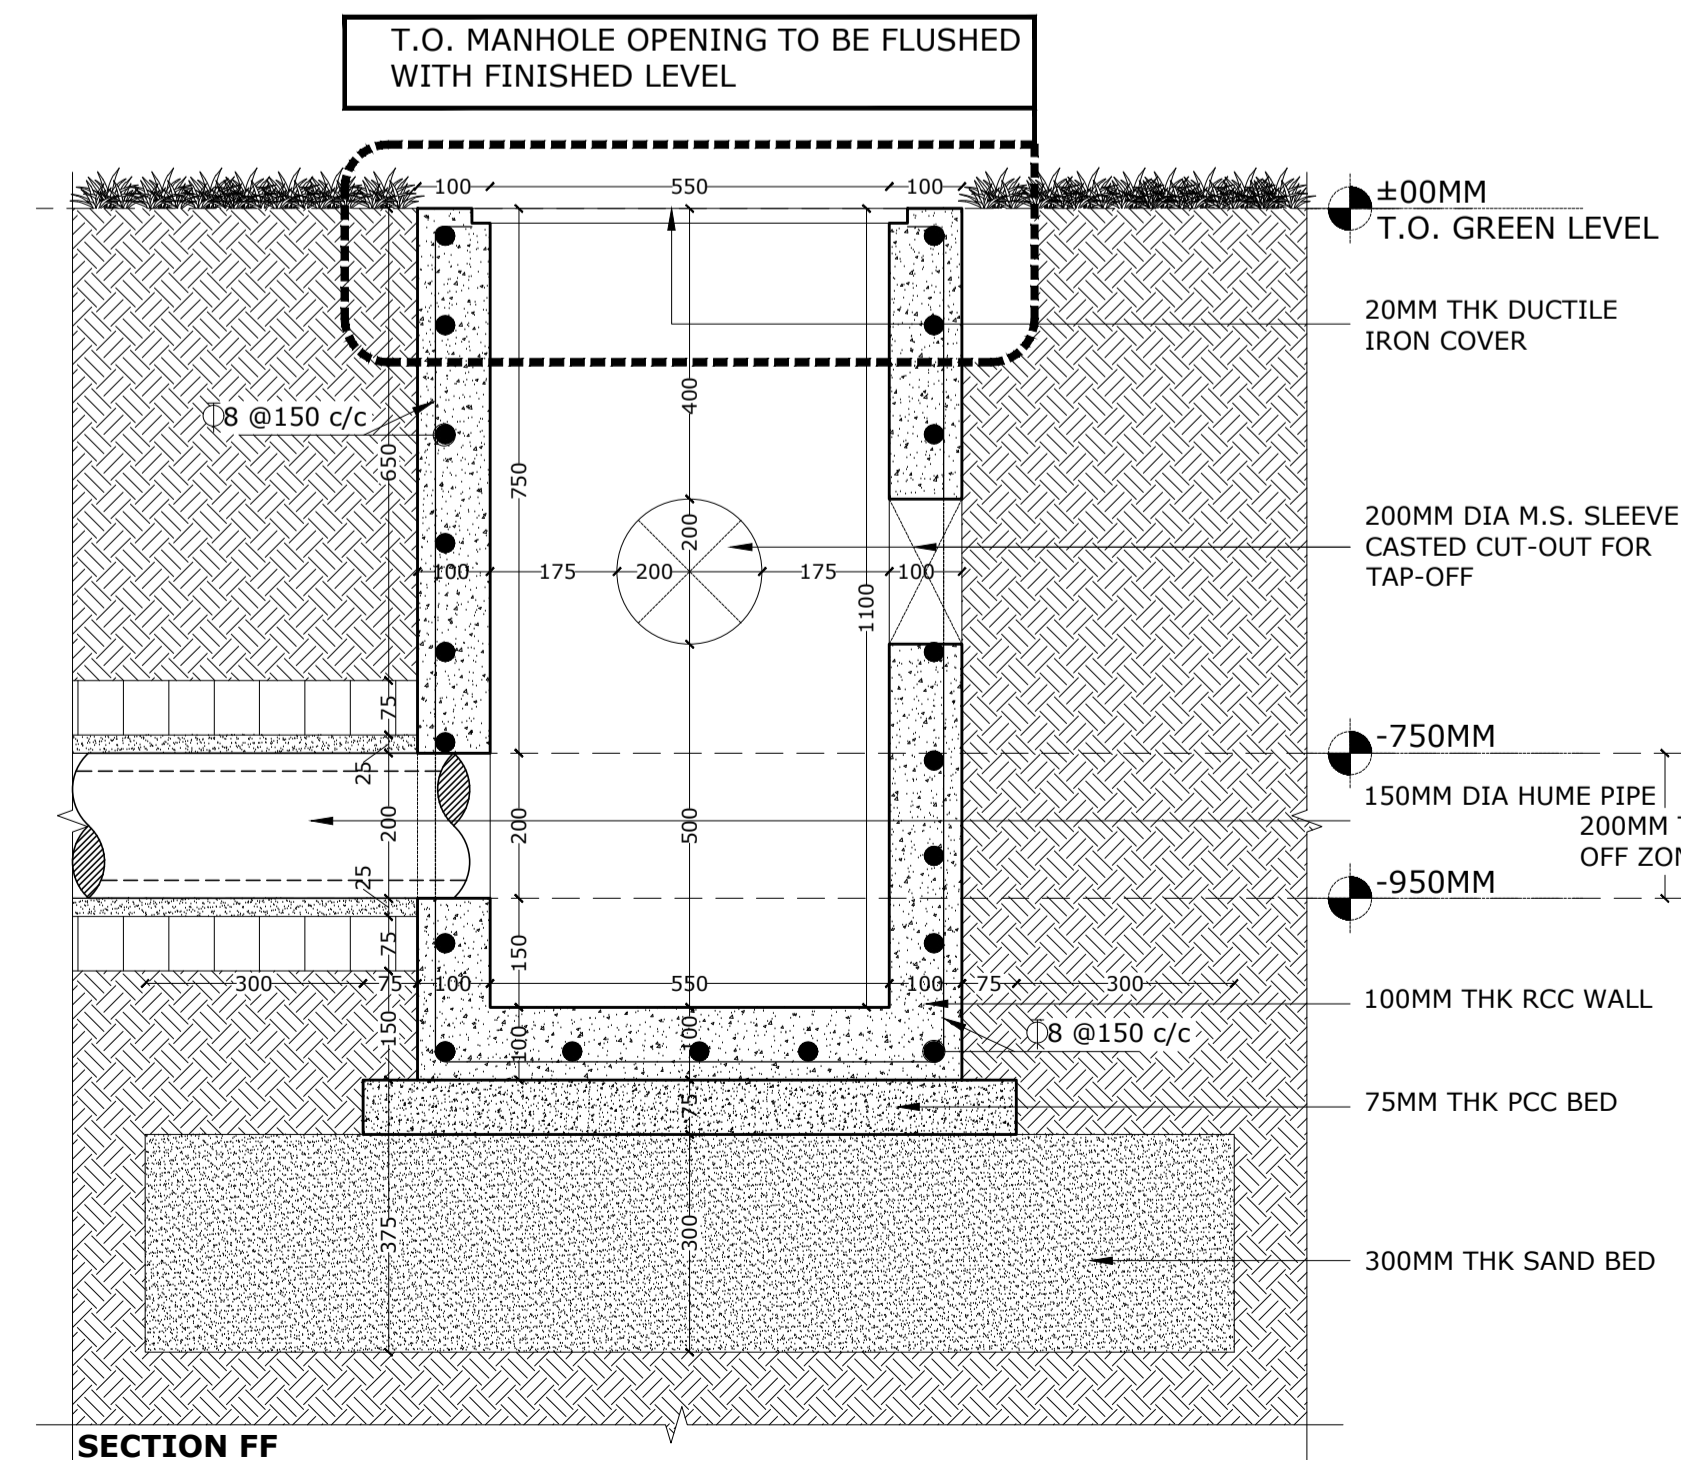 T.O. MANHOLE OPENING TO BE FLUSHED
WITH FINISHED LEVEL
100 550 100
±00MM
T.O. GREEN LEVEL
20MM THK DUCTILE
IRON COVER
400
⌀8 @150 c/c
650
750
200MM DIA M.S. SLEEVE
CASTED CUT-OUT FOR
TAP-OFF
200
100 175 200 175 100
1100
75
-750MM
25
150MM DIA HUME PIPE
200MM
OFF
200 200 500
25
-950MM
75 150
300 75 100 550 100 75 300
100MM THK RCC WALL
150 100 100
⌀8 @150 c/c
75MM THK PCC BED
75
375 300
300MM THK SAND BED
SECTION FF